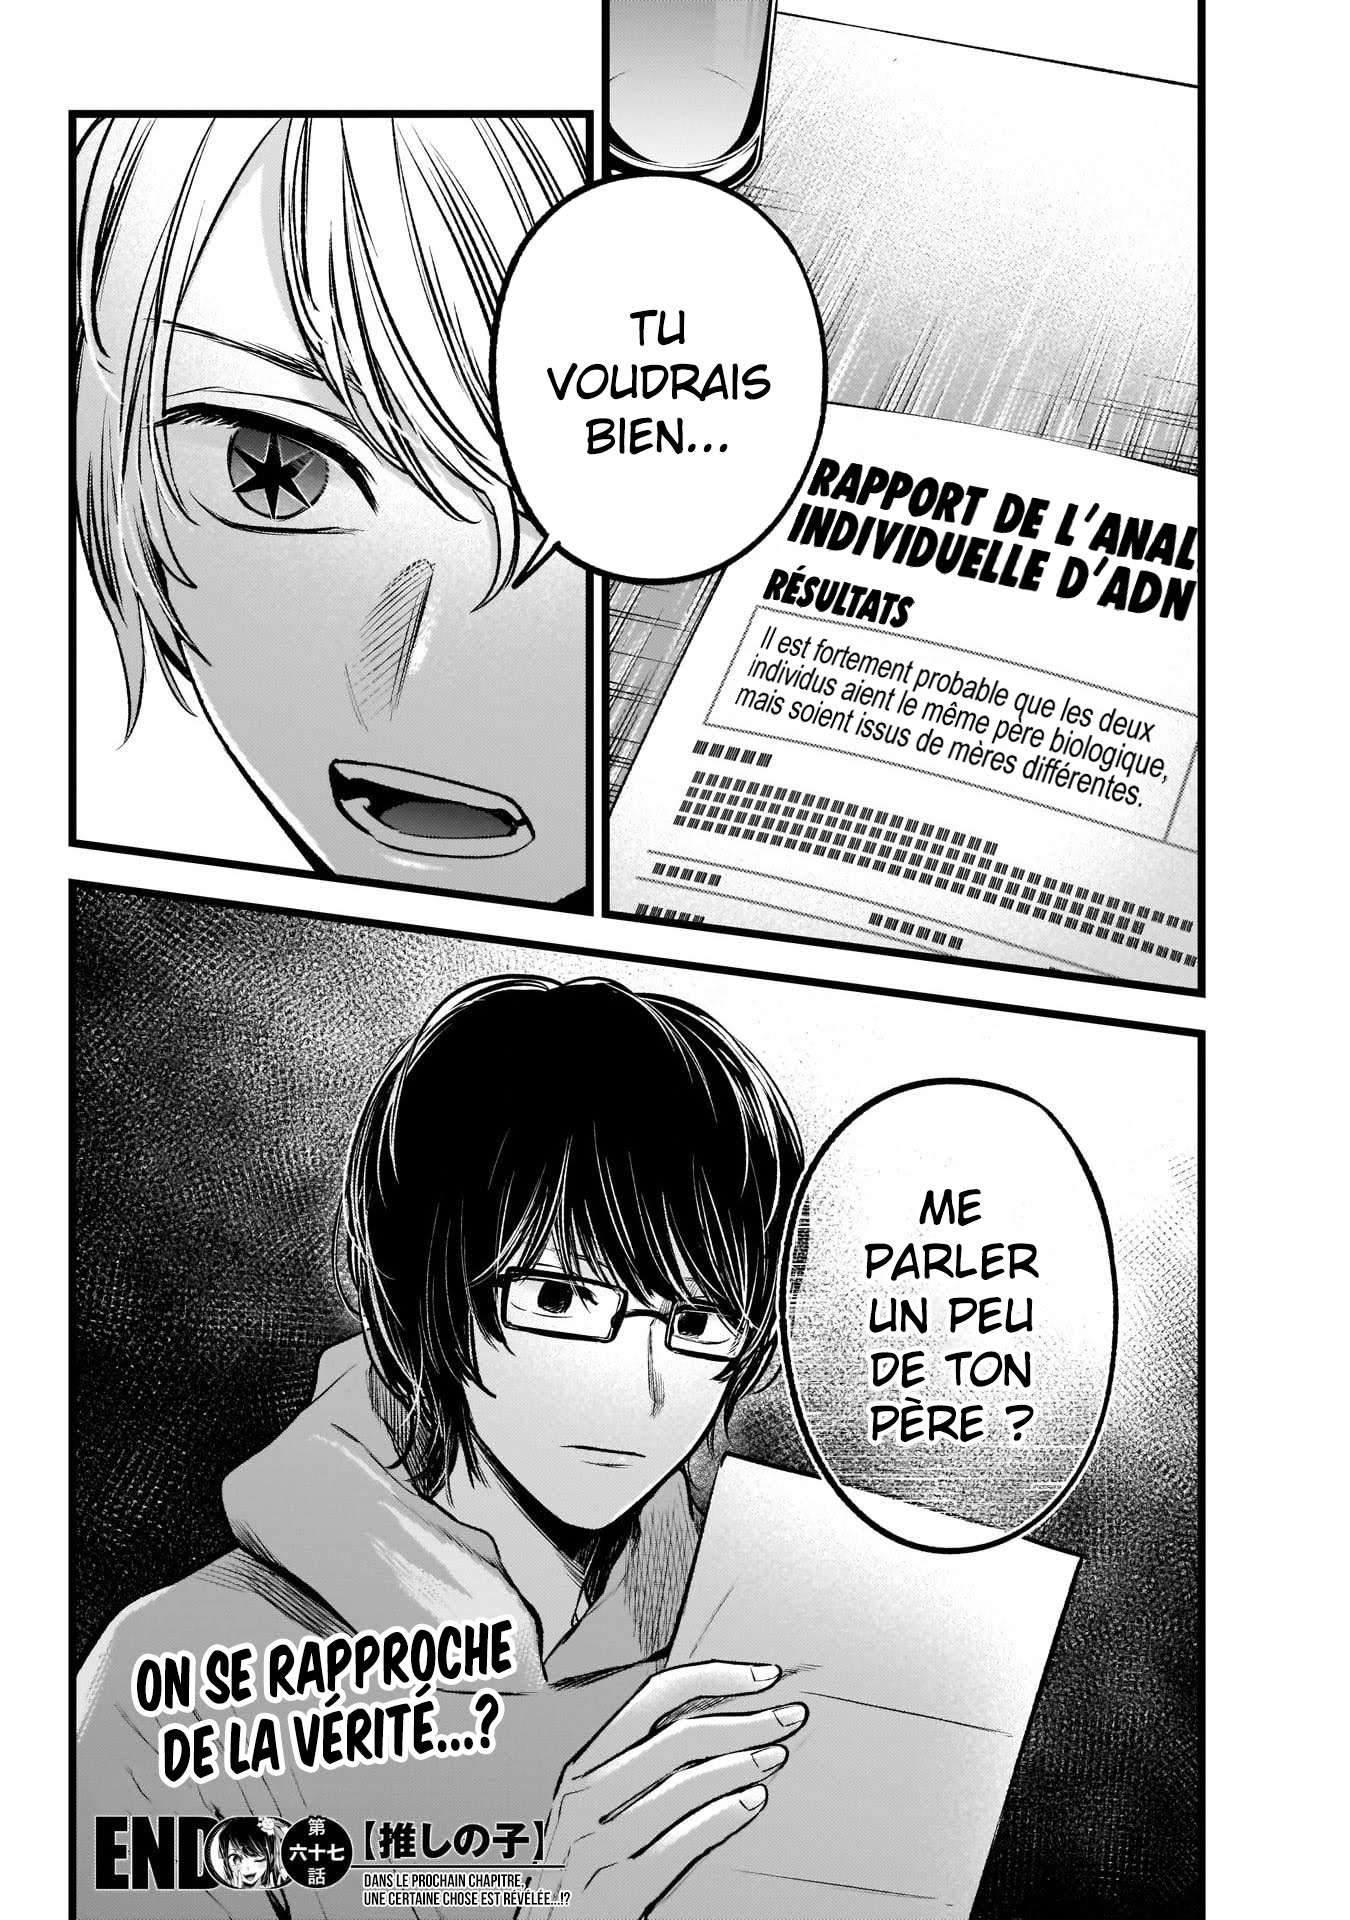 RAPPORT DE L'ANAL
INDIVIDUELLE D'ADN
RÉSULTATS
Il est fortement probable que les deux
individus aient le même père biologique,
mais soient issus de mères différentes.
TU
VOUDRAIS
BIEN...
ME
PARLER
UN PEU
DE TON
PÈRE ?
ON SE RAPPROCHE
DE LA VÉRITÉ...?
END
第
六十七
話
【推しの子】
DANS LE PROCHAIN CHAPITRE,
UNE CERTAINE CHOSE EST RÉVÉLÉE...!?